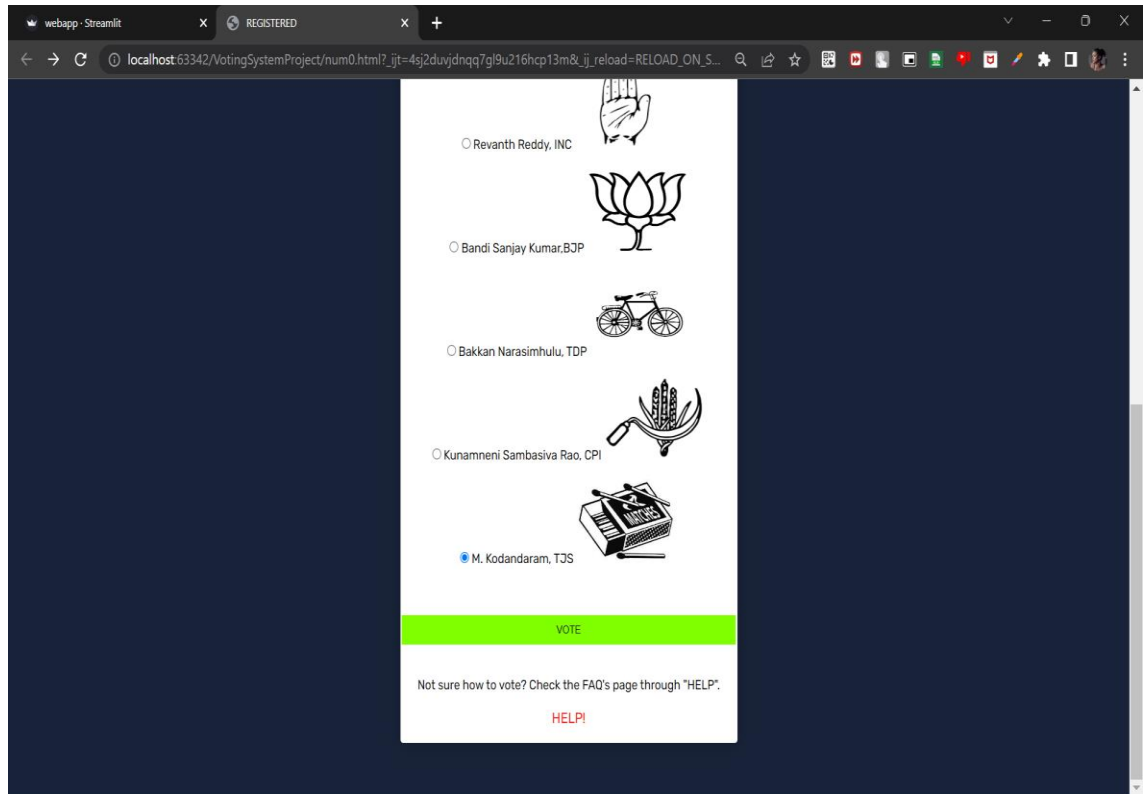 webapp · Streamlit
REGISTERED
localhost:63342/VotingSystemProject/num0.html?_ijt=4sj2duvjdnqq7gl9u216hcp13m&_ij_reload=RELOAD_ON_S...
Revanth Reddy, INC
Bandi Sanjay Kumar,BJP
Bakkan Narasimhulu, TDP
Kunamneni Sambasiva Rao, CPI
MATCHES
M. Kodandaram, TJS
VOTE
Not sure how to vote? Check the FAQ's page through "HELP".
HELP!